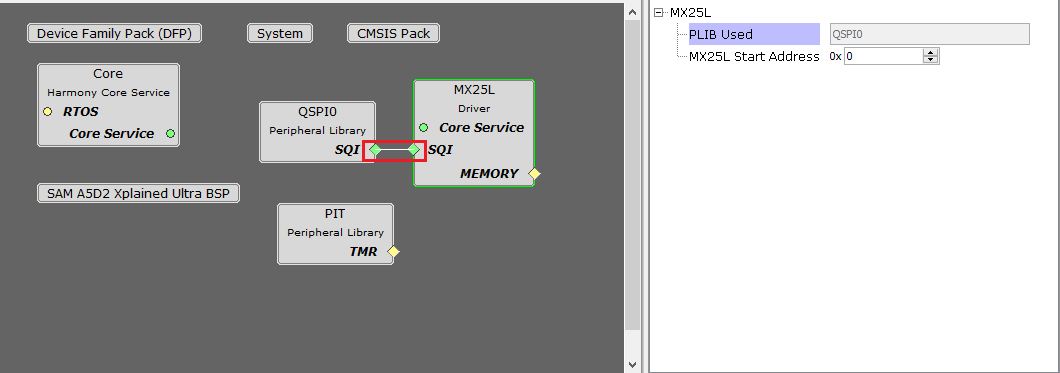 Device Family Pack (DFP)
System
CMSIS Pack
Core
Harmony Core Service
RTOS
Core Service
QSPI0
Peripheral Library
SQI
MX25L
Driver
Core Service
SQI
MEMORY
SAM A5D2 Xplained Ultra BSP
PIT
Peripheral Library
TMR
MX25L
PLIB Used QSPI0
MX25L Start Address 0x 0